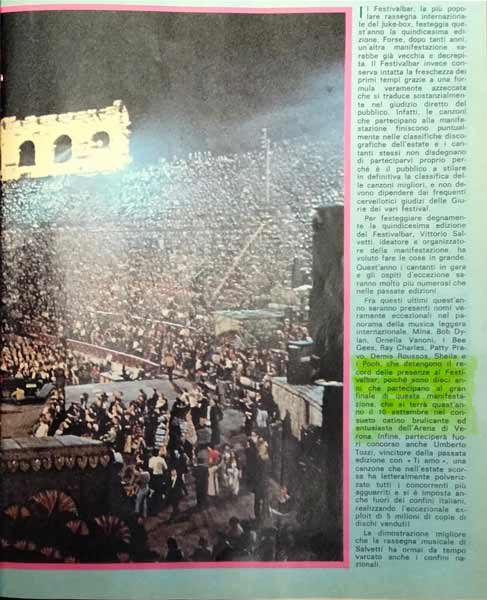 Il Festivalbar, la più popo-
lare rassegna internaziona-
le del Juke-box, festeggia que-
st'anno la quindicesima edi-
zione. Forse, dopo tanti anni,
un'altra manifestazione sa-
rebbe già vecchia e decrepi-
ta. Il Festivalbar invece con-
serva intatta la freschezza dei
primi tempi grazie a una for-
mula veramente azzeccata
che si traduce sostanzialmen-
te nel giudizio diretto del
pubblico. Infatti, le canzoni
che partecipano alla manife-
stazione finiscono puntual-
mente nelle classifiche disco-
grafiche dell'estate e i can-
tanti stessi non disdegnano
di parteciparvi proprio per-
ché è il pubblico a stilare
in definitiva la classifica del-
le canzoni migliori, e non de-
vono dipendere dai frequenti
cervellotici giudizi delle Giu-
rie dei vari festival.
Per festeggiare degnamen-
te la quindicesima edizione
del Festivalbar, Vittorio Sal-
vetti, ideatore e organizzato-
re della manifestazione, ha
voluto fare le cose in grande.
Quest'anno i cantanti in gara
e gli ospiti d'eccezione sa-
ranno molto più numerosi che
nelle passate edizioni.
Fra questi ultimi quest'an-
no saranno presenti nomi ve-
ramente eccezionali nel pa-
norama della musica leggera
internazionale. Mina, Bob Dy-
lan, Ornella Vanoni, i Bee
Gees, Ray Charles, Patty Pra-
vo, Demis Roussos, Sheila e
i Pooh, che detengono il re-
cord delle presenze al Festi-
valbar, poiché sono dieci an-
ni che partecipano al gran
finale di questa manifesta-
zione, che si terrà quest'an-
no il 10 settembre nel con-
sueto catino brulicante ed
entusiasta dell'Arena di Ve-
rona. Infine, parteciperà fuo-
ri concorso anche Umberto
Tozzi, vincitore della passata
edizione con « Ti amo », una
canzone che nell'estate scor-
sa ha letteralmente polveriz-
zato tutti i concorrenti più
agguerriti e si è imposta an-
che fuori dei confini italiani,
realizzando l'eccezionale ex-
ploit di 5 milioni di copie di
dischi venduti!
La dimostrazione migliore
che la rassegna musicale di
Salvetti ha ormai da tempo
varcato anche i confini na-
zionali.